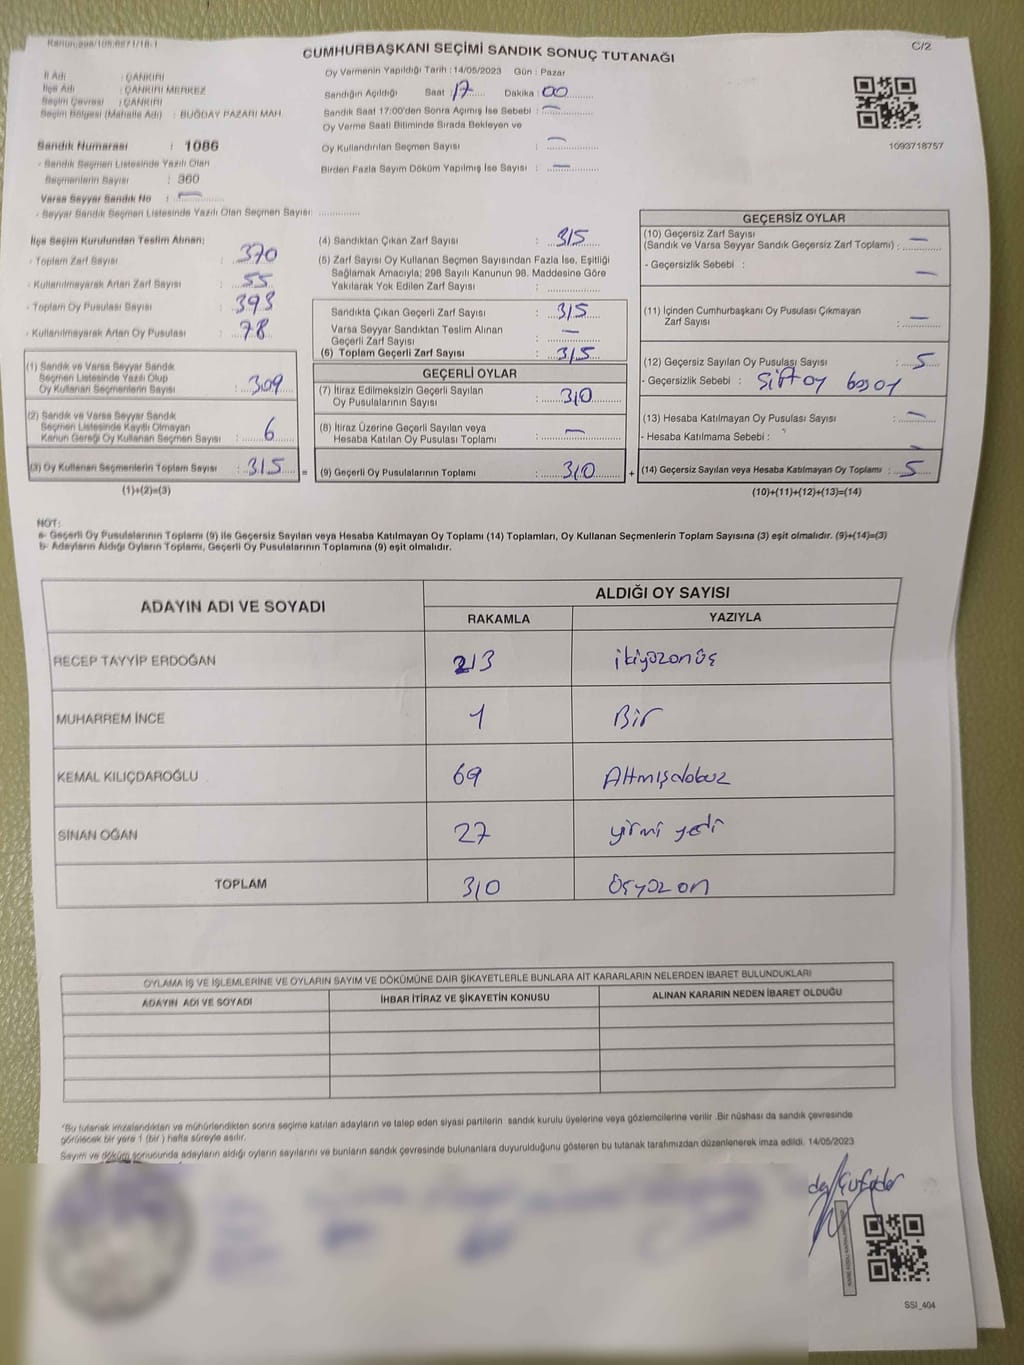 Kanun:298/105;6271/18-1
C/2
CUMHURBAŞKANI SEÇİMİ SANDIK SONUÇ TUTANAĞI
İl Adı : ÇANKIRI
İlçe Adı : ÇANKIRI MERKEZ
Seçim Çevresi : ÇANKIRI
Seçim Bölgesi (Mahalle Adı) : BUĞDAY PAZARI MAH.
Sandık Numarası : 1086
- Sandık Seçmen Listesinde Yazılı Olan
Seçmenlerin Sayısı : 360
Varsa Seyyar Sandık No : —
- Seyyar Sandık Seçmen Listesinde Yazılı Olan Seçmen Sayısı:
Oy Vermenin Yapıldığı Tarih : 14/05/2023 Gün : Pazar
Sandığın Açıldığı Saat : 17 Dakika : 00
Sandık Saat 17:00'den Sonra Açımış İse Sebebi : —
Oy Verme Saati Bitiminde Sırada Bekleyen ve
Oy Kullandırılan Seçmen Sayısı : —
Birden Fazla Sayım Döküm Yapılmış İse Sayısı : —
1093718757
İlçe Seçim Kurulundan Teslim Alınan:
- Toplam Zarf Sayısı : 370
- Kullanılmayarak Artan Zarf Sayısı : 55
- Toplam Oy Pusulası Sayısı : 393
- Kullanılmayarak Artan Oy Pusulası : 78
(1) Sandık ve Varsa Seyyar Sandık
Seçmen Listesinde Yazılı Olup
Oy Kullanan Seçmenlerin Sayısı : 309
(2) Sandık ve Varsa Seyyar Sandık
Seçmen Listesinde Kayıtlı Olmayan
Kanun Gereği Oy Kullanan Seçmen Sayısı : 6
(3) Oy Kullanan Seçmenlerin Toplam Sayısı : 315 =
(1)+(2)=(3)
(4) Sandıktan Çıkan Zarf Sayısı : 315
(5) Zarf Sayısı Oy Kullanan Seçmen Sayısından Fazla İse, Eşitliği
Sağlamak Amacıyla; 298 Sayılı Kanunun 98. Maddesine Göre
Yakılarak Yok Edilen Zarf Sayısı :
Sandıkta Çıkan Geçerli Zarf Sayısı : 315
Varsa Seyyar Sandıktan Teslim Alınan
Geçerli Zarf Sayısı : —
(6) Toplam Geçerli Zarf Sayısı : 315
GEÇERLİ OYLAR
(7) İtiraz Edilmeksizin Geçerli Sayılan
Oy Pusulalarının Sayısı : 310
(8) İtiraz Üzerine Geçerli Sayılan veya
Hesaba Katılan Oy Pusulası Toplamı : —
(9) Geçerli Oy Pusulalarının Toplamı : 310 +
GEÇERSİZ OYLAR
(10) Geçersiz Zarf Sayısı
(Sandık ve Varsa Seyyar Sandık Geçersiz Zarf Toplamı) : —
- Geçersizlik Sebebi : —
(11) İçinden Cumhurbaşkanı Oy Pusulası Çıkmayan
Zarf Sayısı : —
(12) Geçersiz Sayılan Oy Pusulası Sayısı : 5
- Geçersizlik Sebebi :
(13) Hesaba Katılmayan Oy Pusulası Sayısı : —
- Hesaba Katılmama Sebebi : —
(14) Geçersiz Sayılan veya Hesaba Katılmayan Oy Toplamı : 5
(10)+(11)+(12)+(13)=(14)
NOT:
a- Geçerli Oy Pusulalarının Toplamı (9) ile Geçersiz Sayılan veya Hesaba Katılmayan Oy Toplamı (14) Toplamları, Oy Kullanan Seçmenlerin Toplam Sayısına (3) eşit olmalıdır. (9)+(14)=(3)
b- Adayların Aldığı Oyların Toplamı, Geçerli Oy Pusulalarının Toplamına (9) eşit olmalıdır.
ADAYIN ADI VE SOYADI
ALDIĞI OY SAYISI
RAKAMLA YAZIYLA
RECEP TAYYİP ERDOĞAN 213 ikiyüzonüç
MUHARREM İNCE 1 Bir
KEMAL KILIÇDAROĞLU 69 Altmışdokuz
SİNAN OĞAN 27 yirmi yedi
TOPLAM 310 Üçyüzon
OYLAMA İŞ VE İŞLEMLERİNE VE OYLARIN SAYIM VE DÖKÜMÜNE DAİR ŞİKAYETLERLE BUNLARA AİT KARARLARIN NELERDEN İBARET BULUNDUKLARI
ADAYIN ADI VE SOYADI İHBAR İTİRAZ VE ŞİKAYETİN KONUSU ALINAN KARARIN NEDEN İBARET OLDUĞU
"Bu tutanak imzalandıktan ve mühürlendikten sonra seçime katılan adayların ve talep eden siyasi partilerin sandık kurulu üyelerine veya gözlemcilerine verilir .Bir nüshası da sandık çevresinde
görülecek bir yere 1 (bir ) hafta süreyle asılır.
Sayım ve döküm sonucunda adayların aldığı oyların sayılarını ve bunların sandık çevresinde bulunanlara duyurulduğunu gösteren bu tutanak tarafımızdan düzenlenerek imza edildi. 14/05/2023
SSI_404